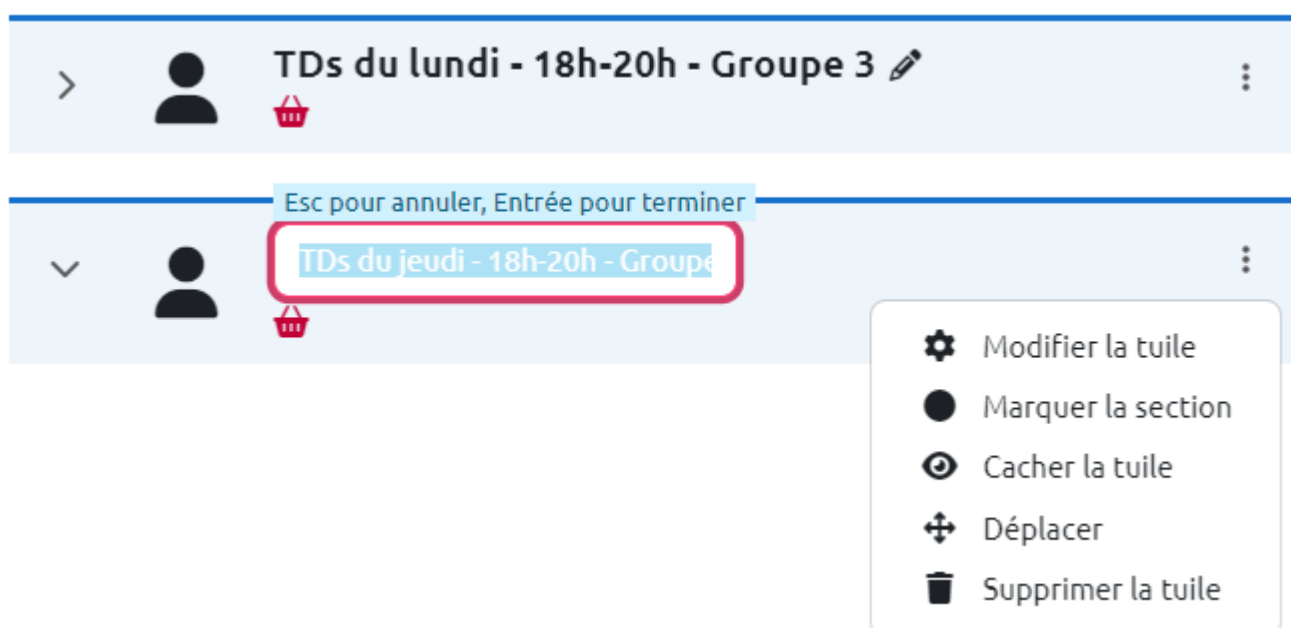 TDs du lundi - 18h-20h - Groupe 3
Esc pour annuler, Entrée pour terminer
TDs du jeudi - 18h-20h - Groupe
Modifier la tuile
Marquer la section
Cacher la tuile
Déplacer
Supprimer la tuile